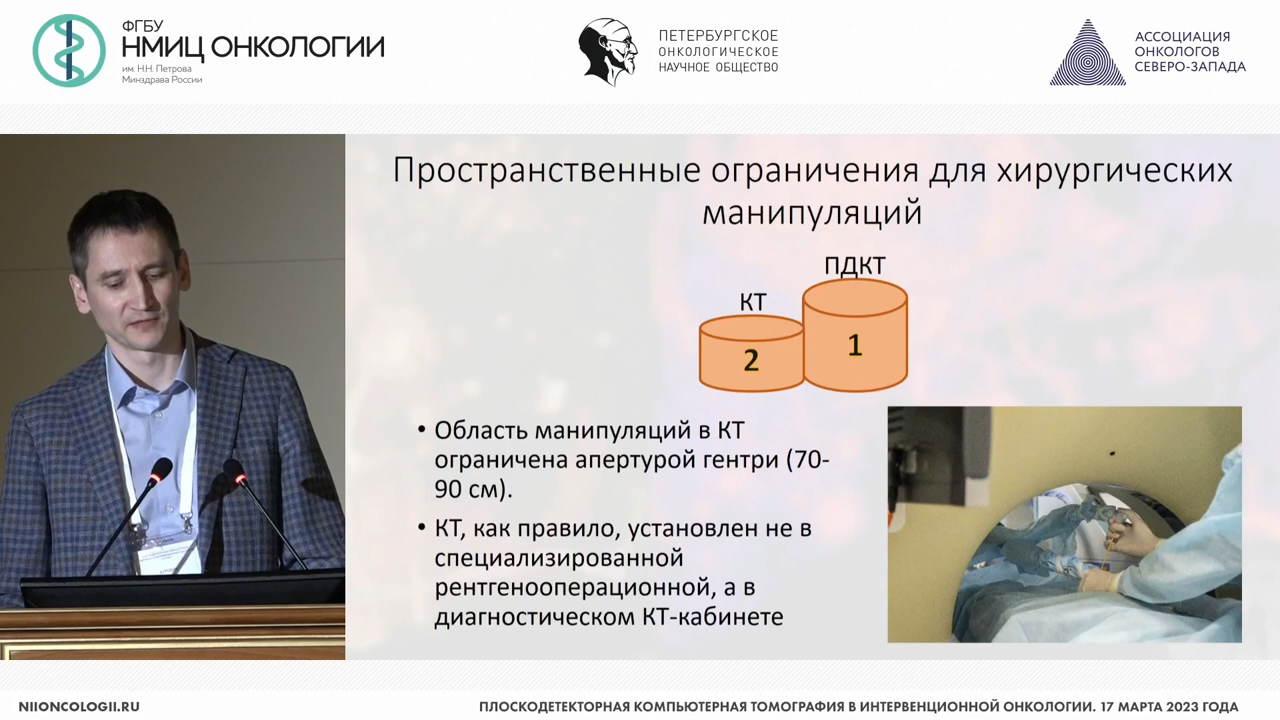 ФГБУ
НМИЦ ОНКОЛОГИИ
им. Н.Н. Петрова
Минздрава России
ПЕТЕРБУРГСКОЕ
ОНКОЛОГИЧЕСКОЕ
НАУЧНОЕ ОБЩЕСТВО
АССОЦИАЦИЯ
ОНКОЛОГОВ
СЕВЕРО-ЗАПАДА
Пространственные ограничения для хирургических
манипуляций
ПДКТ
КТ
1
2
• Область манипуляций в КТ
ограничена апертурой гентри (70-
90 см).
• КТ, как правило, установлен не в
специализированной
рентгенооперационной, а в
диагностическом КТ-кабинете
NIIONCOLOGII.RU
ПЛОСКОДЕТЕКТОРНАЯ КОМПЬЮТЕРНАЯ ТОМОГРАФИЯ В ИНТЕРВЕНЦИОННОЙ ОНКОЛОГИИ. 17 МАРТА 2023 ГОДА